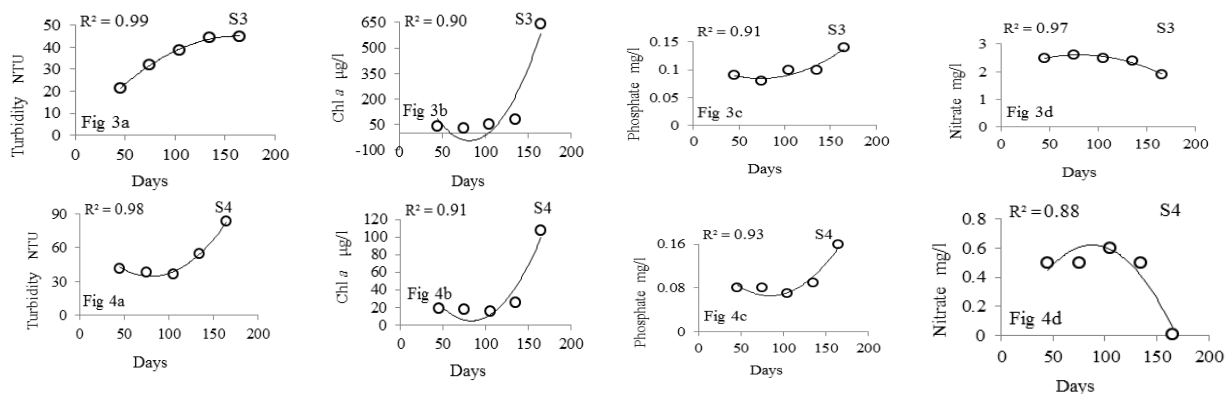 R² = 0.99
S3
Turbidity NTU
50
40
30
20
10
0
Fig 3a
0 50 100 150 200
Days
R² = 0.90
S3
Chl a µg/l
650
500
350
200
50
-100
Fig 3b
0 50 100 150 200
Days
R² = 0.91
S3
Phosphate mg/l
0.15
0.1
0.05
0
Fig 3c
0 50 100 150 200
Days
R² = 0.97
S3
Nitrate mg/l
3
2
1
0
Fig 3d
0 50 100 150 200
Days
R² = 0.98
S4
Turbidity NTU
90
60
30
0
Fig 4a
0 50 100 150 200
Days
R² = 0.91
S4
Chl a µg/l
120
100
80
60
40
20
0
Fig 4b
0 50 100 150 200
Days
R² = 0.93
S4
Phosphate mg/l
0.16
0.08
0
Fig 4c
0 50 100 150 200
Days
R² = 0.88
S4
Nitrate mg/l
0.8
0.6
0.4
0.2
0
Fig 4d
0 50 100 150 200
Days